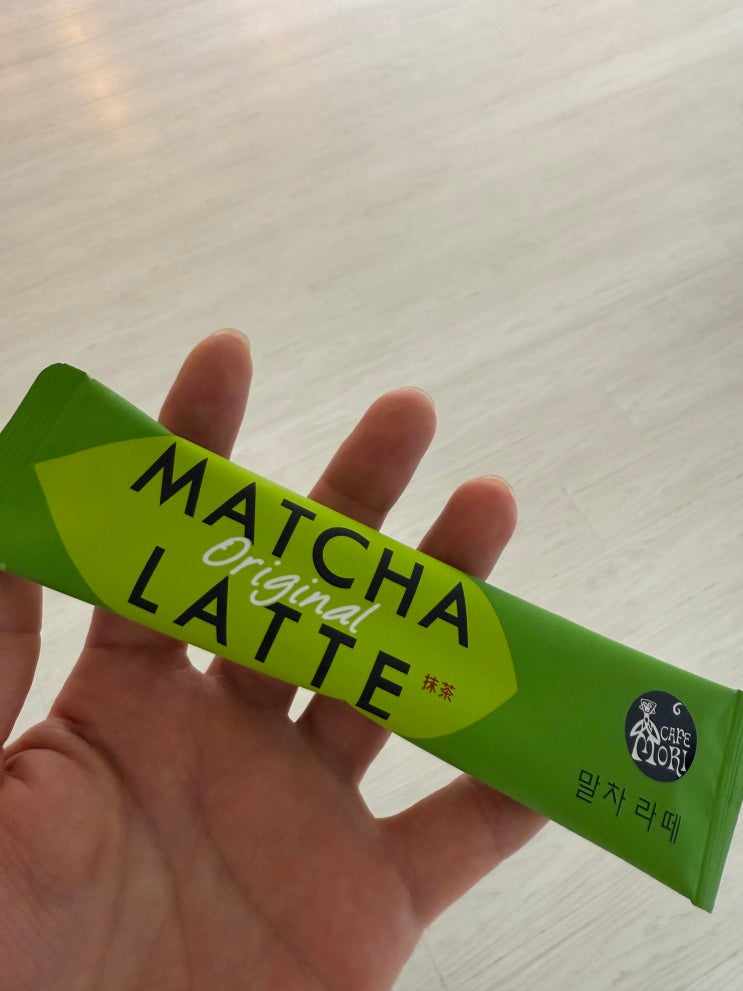 MATCHA
Original
LATTE
抹茶
CAFE
MORI
말차 라떼